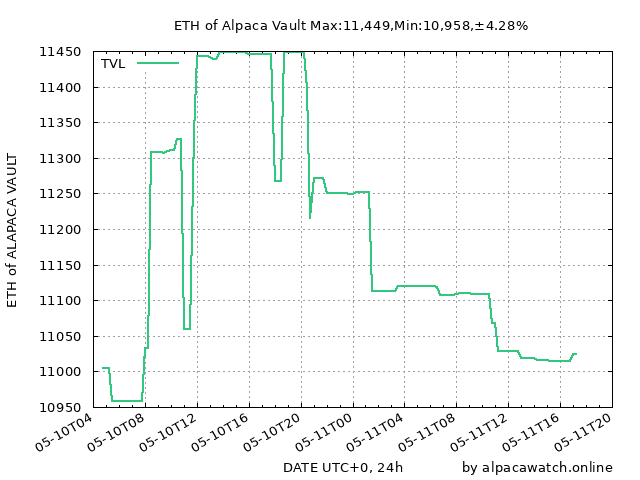 ETH of Alpaca Vault Max:11,449,Min:10,958,±4.28%
TVL
ETH of ALAPACA VAULT
11450
11400
11350
11300
11250
11200
11150
11100
11050
11000
10950
05-10T04
05-10T08
05-10T12
05-10T16
05-10T20
05-11T00
05-11T04
05-11T08
05-11T12
05-11T16
05-11T20
DATE UTC+0, 24h
by alpacawatch.online